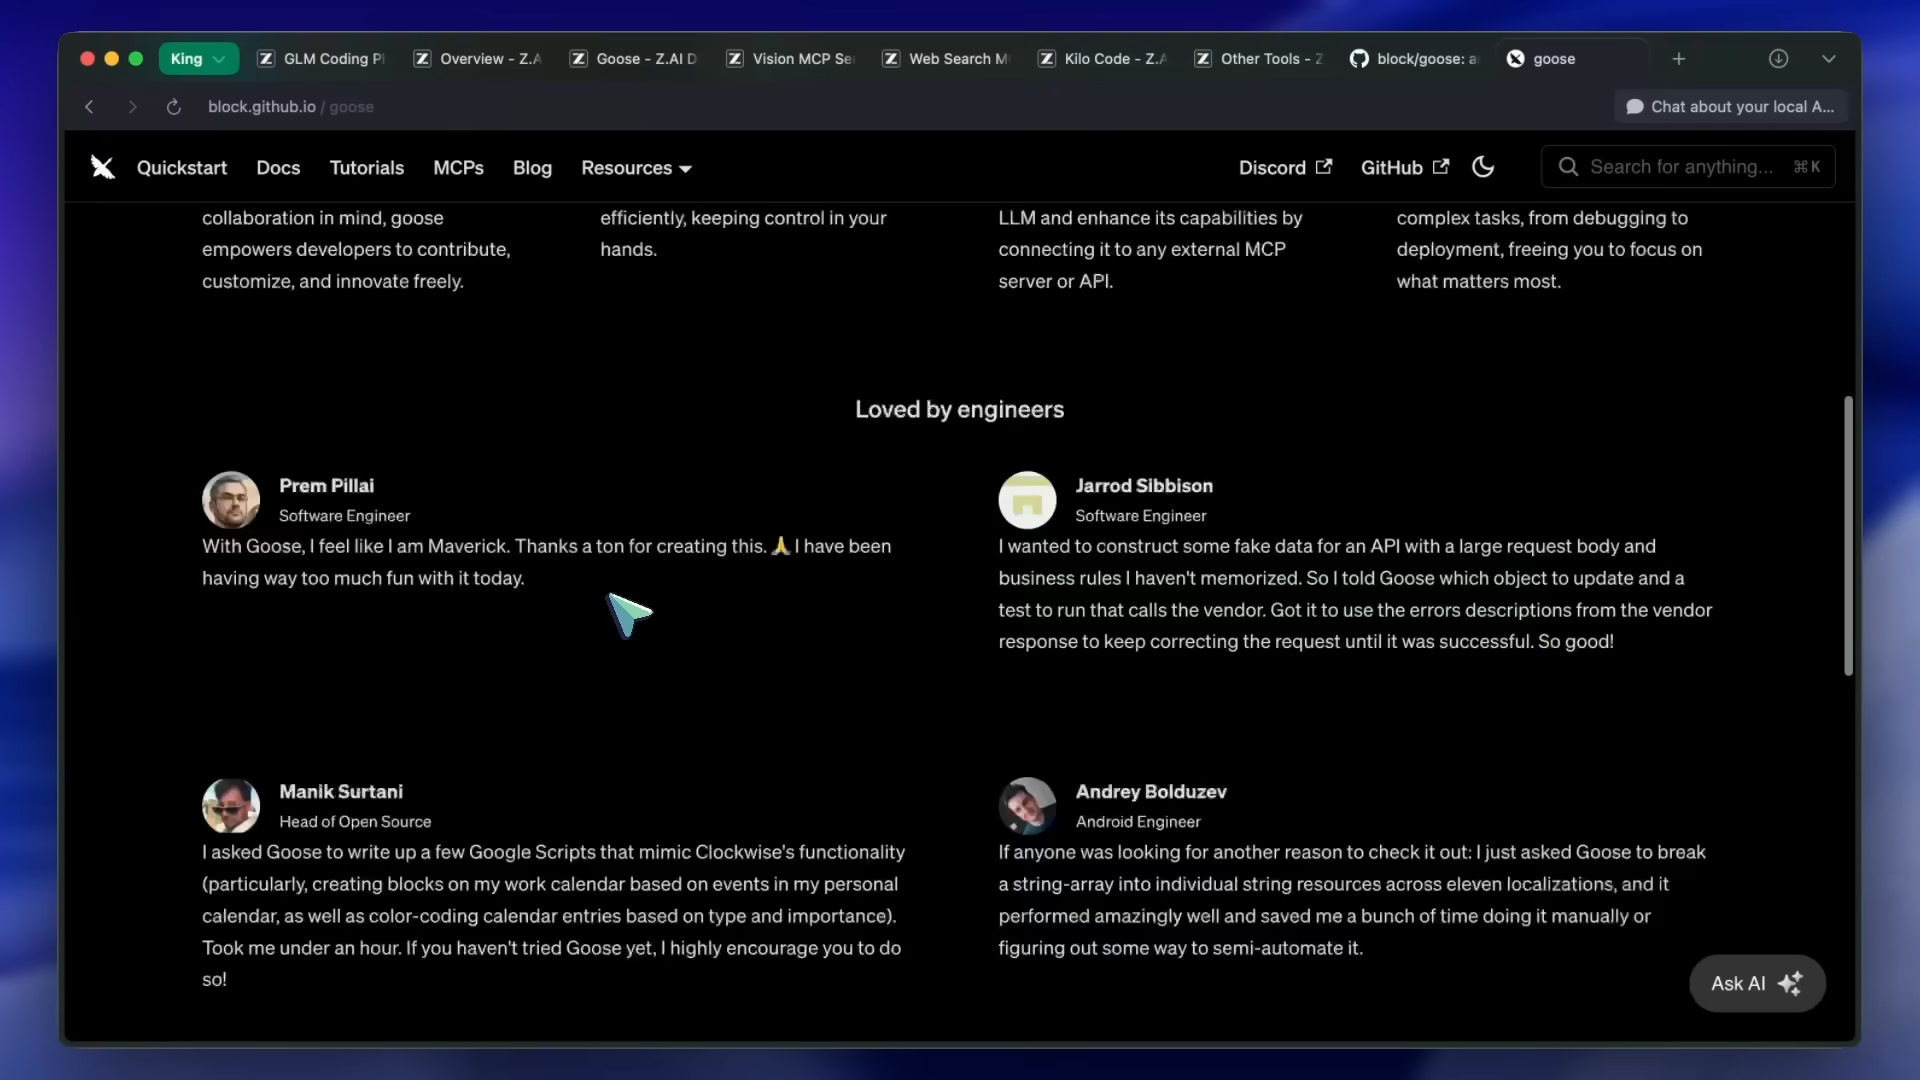 King
GLM Coding Pl
Overview - Z.A
Goose - Z.AI D
Vision MCP Se
Web Search M
Kilo Code - Z.A
Other Tools - Z
block/goose: a
goose
block.github.io / goose
Chat about your local A...
Quickstart
Docs
Tutorials
MCPs
Blog
Resources
Discord
GitHub
Search for anything...
⌘K
collaboration in mind, goose
empowers developers to contribute,
customize, and innovate freely.
efficiently, keeping control in your
hands.
LLM and enhance its capabilities by
connecting it to any external MCP
server or API.
complex tasks, from debugging to
deployment, freeing you to focus on
what matters most.
Loved by engineers
Prem Pillai
Software Engineer
With Goose, I feel like I am Maverick. Thanks a ton for creating this. 🙏 I have been
having way too much fun with it today.
Jarrod Sibbison
Software Engineer
I wanted to construct some fake data for an API with a large request body and
business rules I haven't memorized. So I told Goose which object to update and a
test to run that calls the vendor. Got it to use the errors descriptions from the vendor
response to keep correcting the request until it was successful. So good!
Manik Surtani
Head of Open Source
I asked Goose to write up a few Google Scripts that mimic Clockwise's functionality
(particularly, creating blocks on my work calendar based on events in my personal
calendar, as well as color-coding calendar entries based on type and importance).
Took me under an hour. If you haven't tried Goose yet, I highly encourage you to do
so!
Andrey Bolduzev
Android Engineer
If anyone was looking for another reason to check it out: I just asked Goose to break
a string-array into individual string resources across eleven localizations, and it
performed amazingly well and saved me a bunch of time doing it manually or
figuring out some way to semi-automate it.
Ask AI